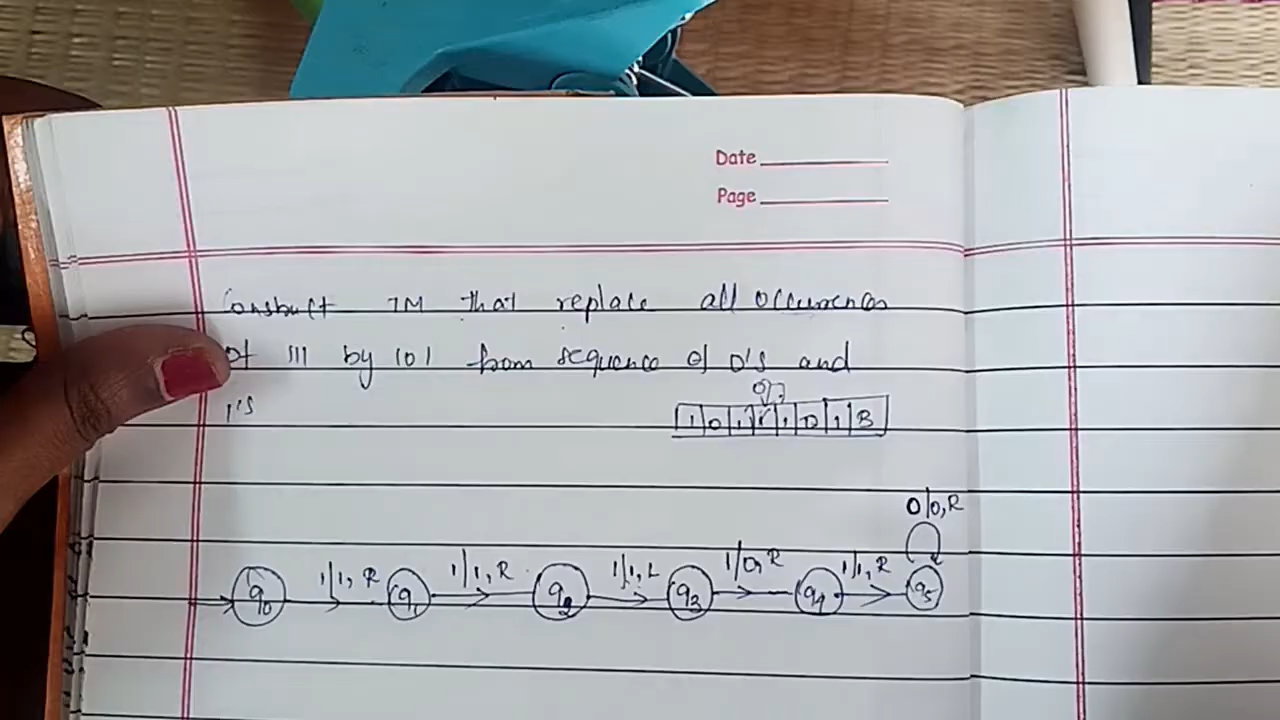 Date
Page
Construct TM that replace all occurrences
of 111 by 101 from sequence of 0's and
1's
0
1 0 1 1 1 0 1 B
0/0,R
1/1, R 1/1, R 1/1, L 1/0, R 1/1, R
q0 q1 q2 q3 q4 q5